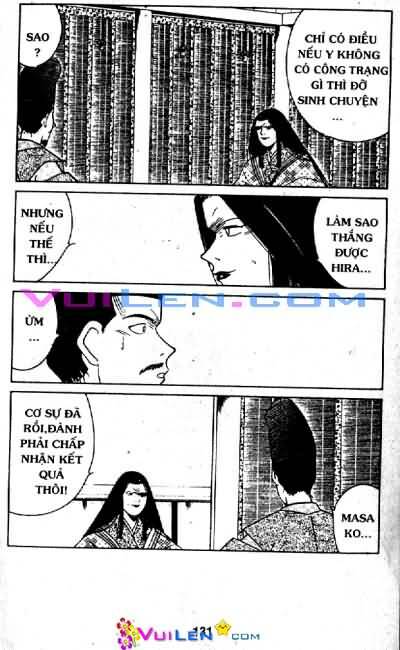 SAO
?
CHỈ CÓ ĐIỀU
NẾU Y KHÔNG
CÓ CÔNG TRẠNG
GÌ THÌ ĐỠ
SINH CHUYỆN
...
NHƯNG
NẾU
THẾ
THÌ...
LÀM SAO
THẮNG
ĐƯỢC
HIRA...
VUILEN.COM
ỪM
...
CƠ SỰ ĐÃ
RỒI,ĐÀNH
PHẢI CHẤP
NHẬN KẾT
QUẢ
THÔI!
MASA
KO...
131
VUILEN.COM